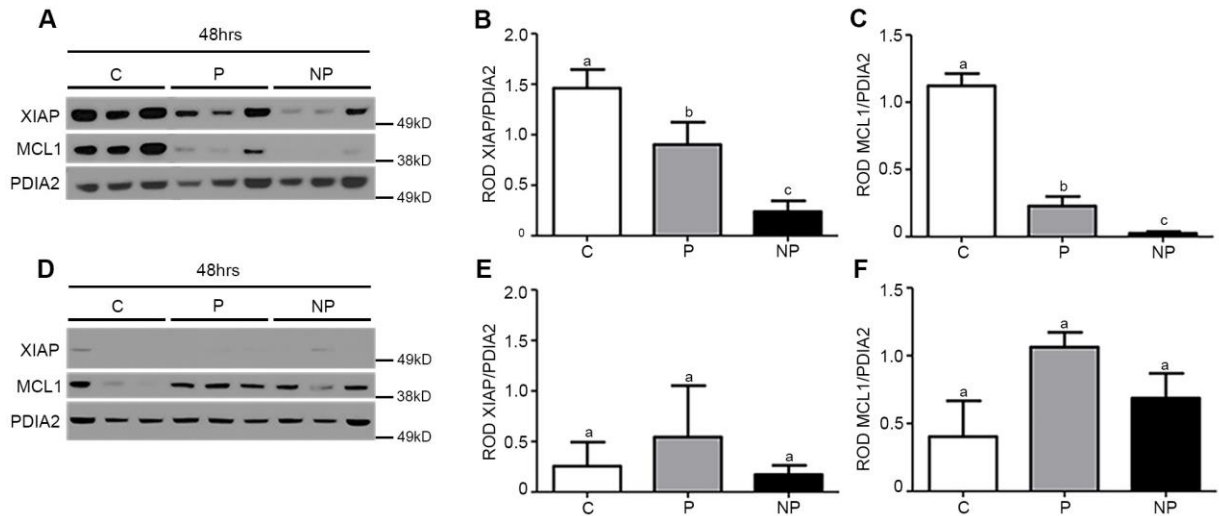 A
48hrs
C P NP
XIAP
49kD
MCL1
38kD
PDIA2
49kD
B
ROD XIAP/PDIA2
2.0
1.5
1.0
0.5
0
a
b
c
C P NP
C
ROD MCL1/PDIA2
1.5
1.0
0.5
0
a
b
c
C P NP
D
48hrs
C P NP
XIAP
49kD
MCL1
38kD
PDIA2
49kD
E
ROD XIAP/PDIA2
2.0
1.5
1.0
0.5
0
a
a
a
C P NP
F
ROD MCL1/PDIA2
1.5
1.0
0.5
0
a
a
a
C P NP